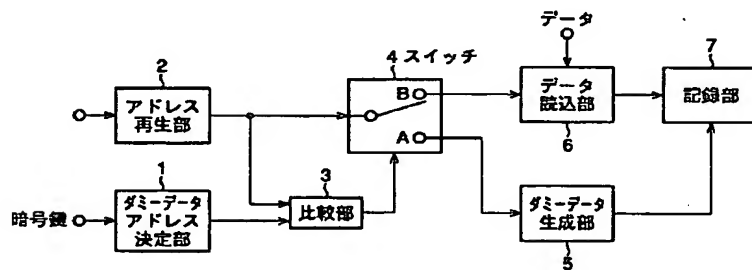 データ
2
アドレス
再生部
4 スイッチ
B
A
データ
読込部
6
7
記録部
暗号鍵
1
ダミーデータ
アドレス
決定部
3
比較部
ダミーデータ
生成部
5